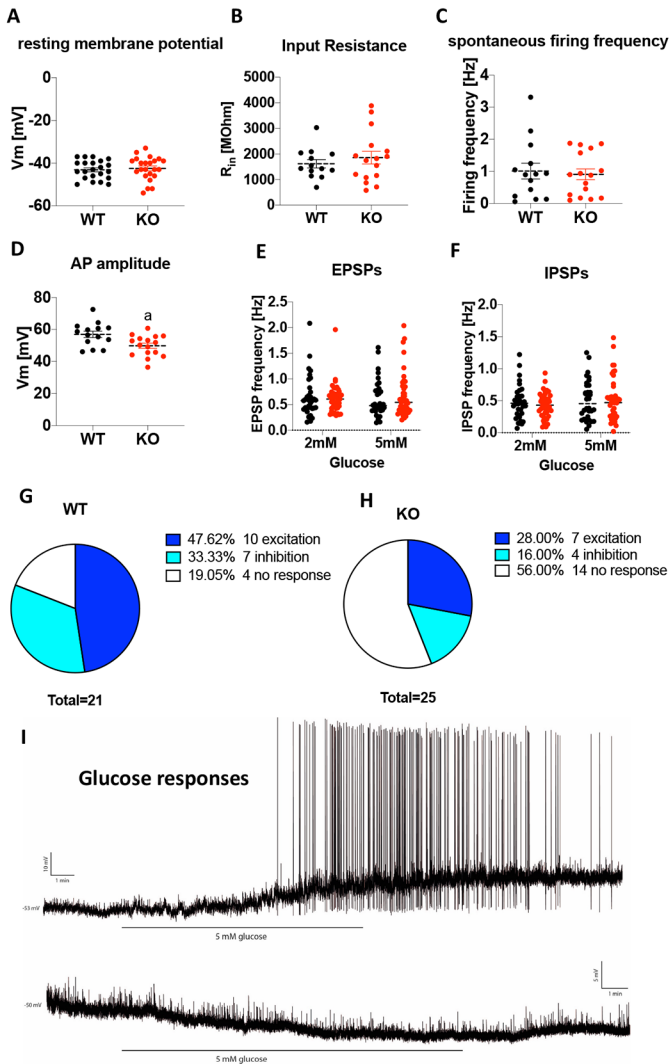 A
resting membrane potential
Vm [mV]
0
-20
-40
-60
WT
KO
B
Input Resistance
R_in [MOhm]
5000
4000
3000
2000
1000
0
WT
KO
C
spontaneous firing frequency
Firing frequency [Hz]
4
3
2
1
0
WT
KO
D
AP amplitude
Vm [mV]
80
60
40
20
0
a
WT
KO
E
EPSPs
EPSP frequency [Hz]
2.5
2.0
1.5
1.0
0.5
0.0
2mM
5mM
Glucose
F
IPSPs
IPSP frequency [Hz]
2.0
1.5
1.0
0.5
0.0
2mM
5mM
Glucose
G
WT
47.62% 10 excitation
33.33% 7 inhibition
19.05% 4 no response
Total=21
H
KO
28.00% 7 excitation
16.00% 4 inhibition
56.00% 14 no response
Total=25
I
Glucose responses
10 mV
1 min
-55 mV
5 mM glucose
5 mV
1 min
-50 mV
5 mM glucose